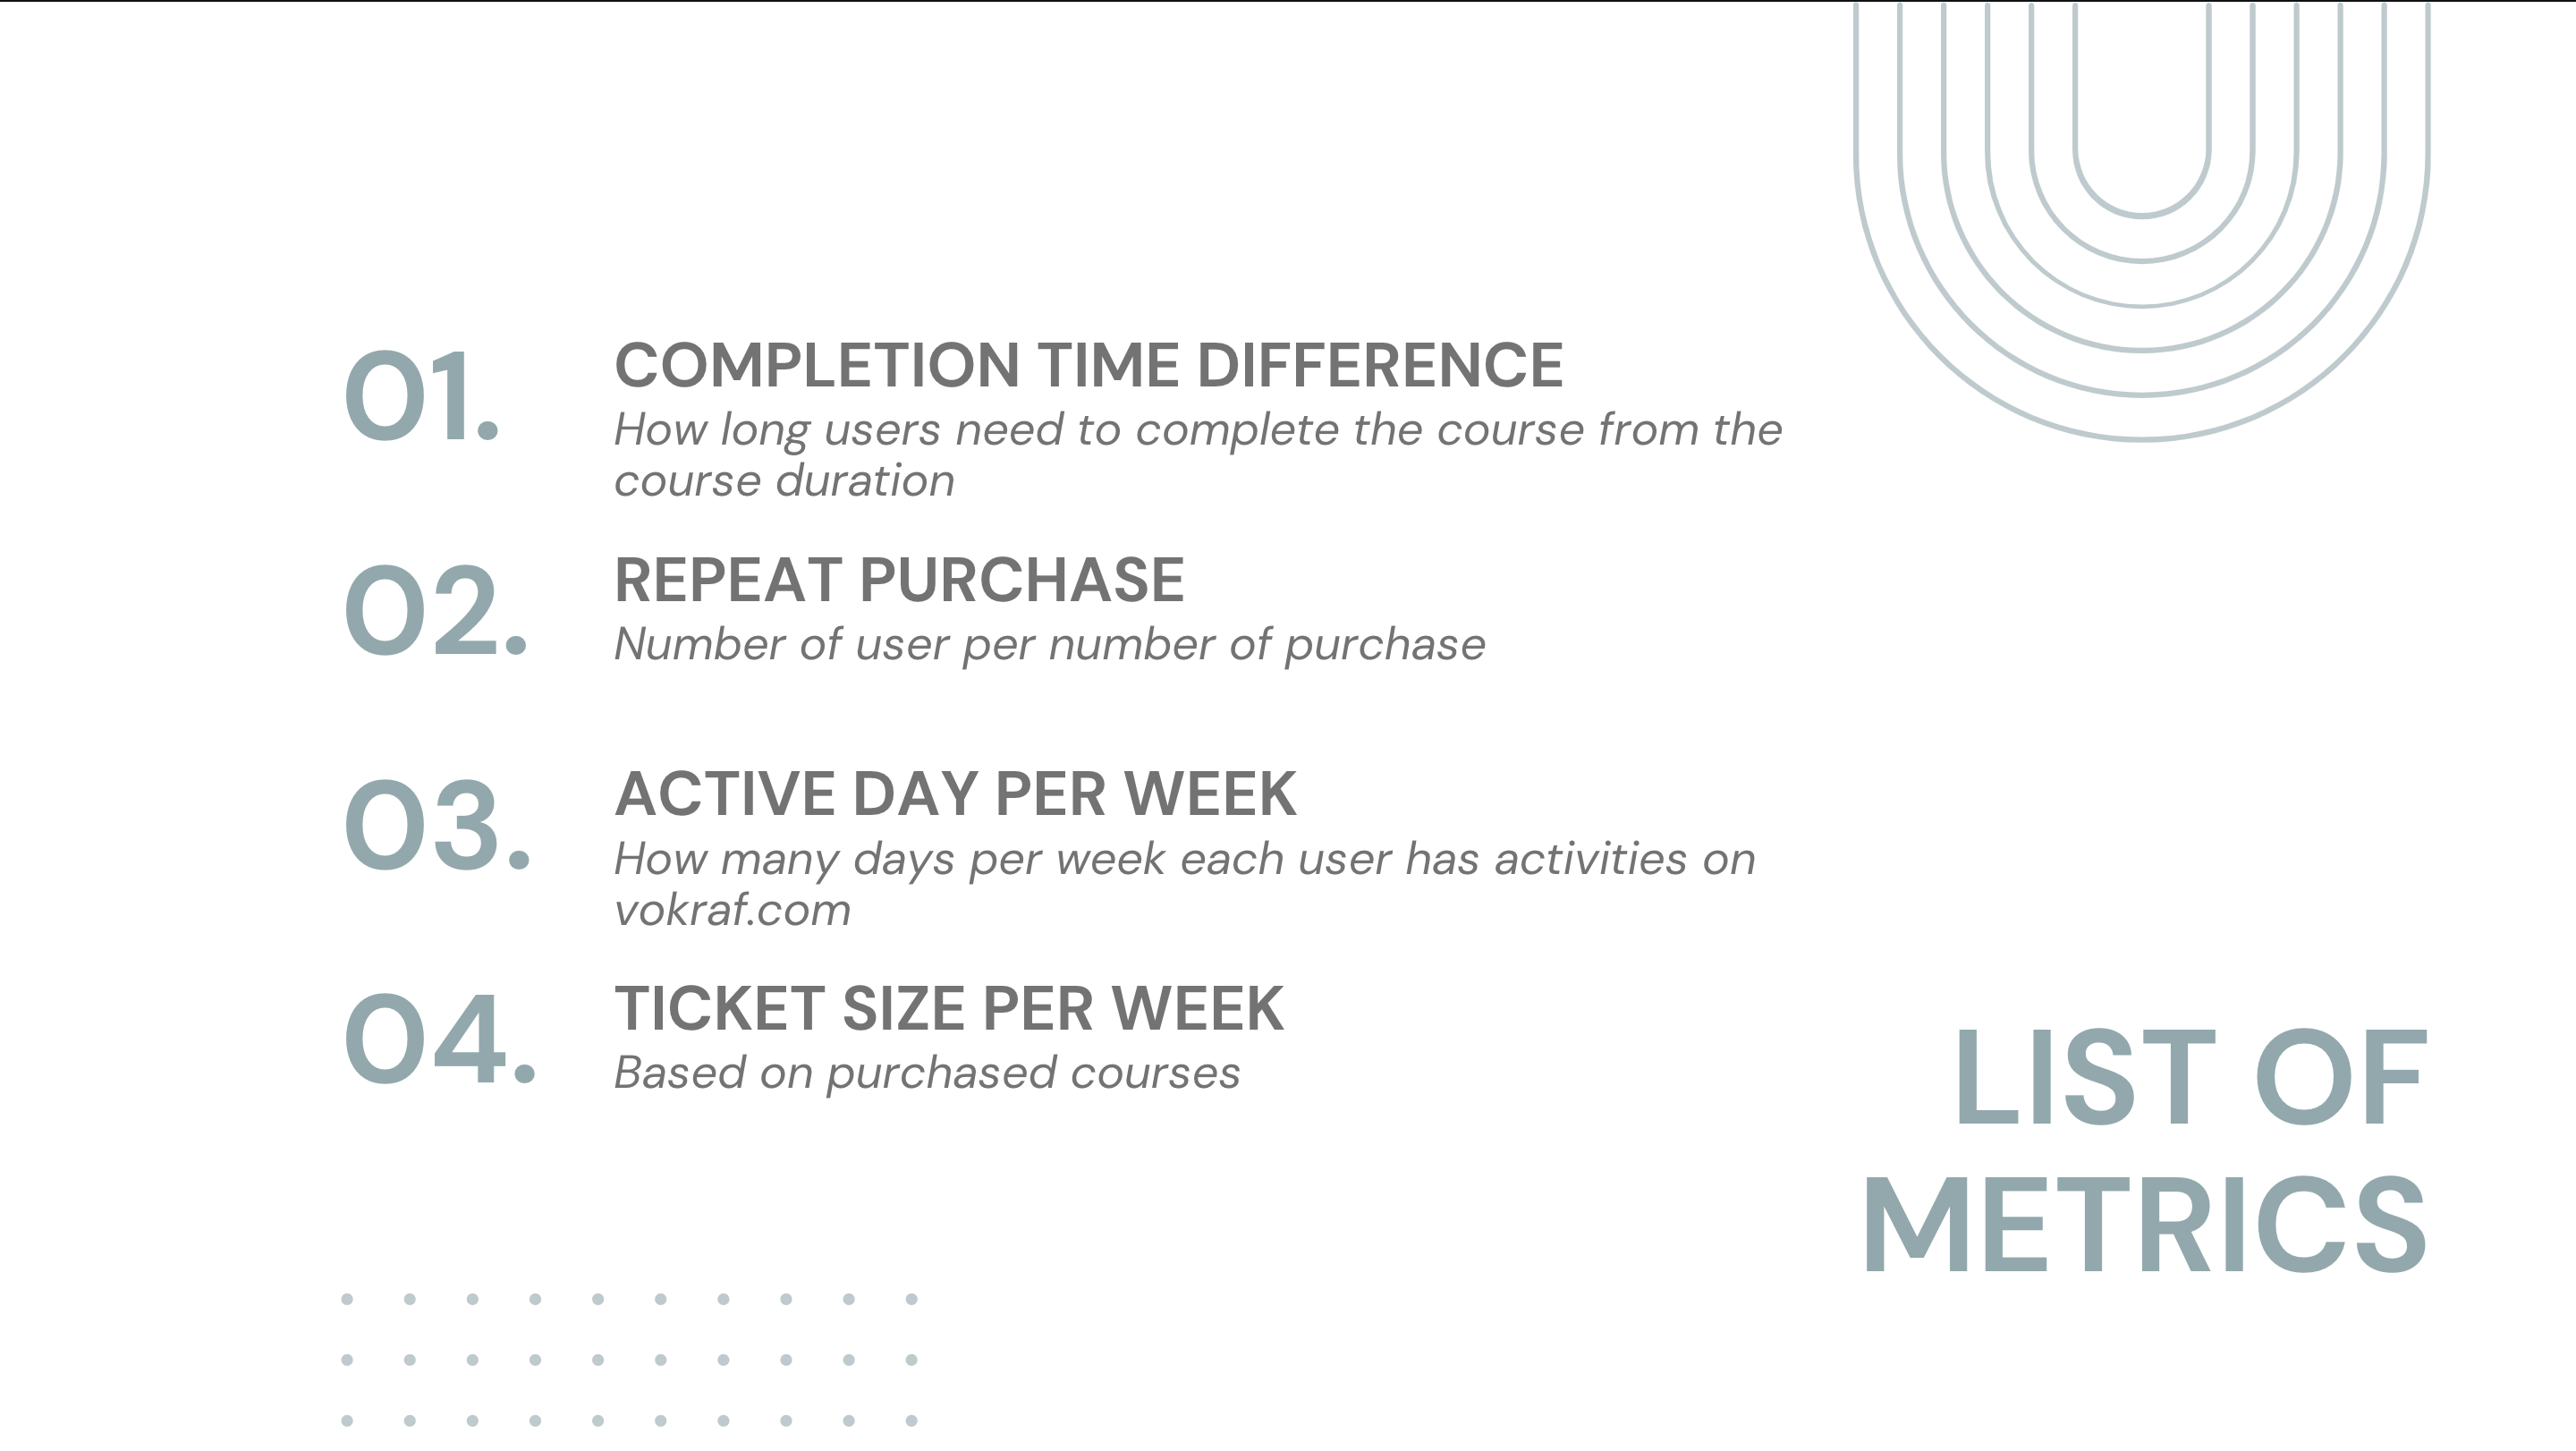 01.
COMPLETION TIME DIFFERENCE
How long users need to complete the course from the
course duration
02.
REPEAT PURCHASE
Number of user per number of purchase
03.
ACTIVE DAY PER WEEK
How many days per week each user has activities on
vokraf.com
04.
TICKET SIZE PER WEEK
Based on purchased courses
LIST OF
METRICS